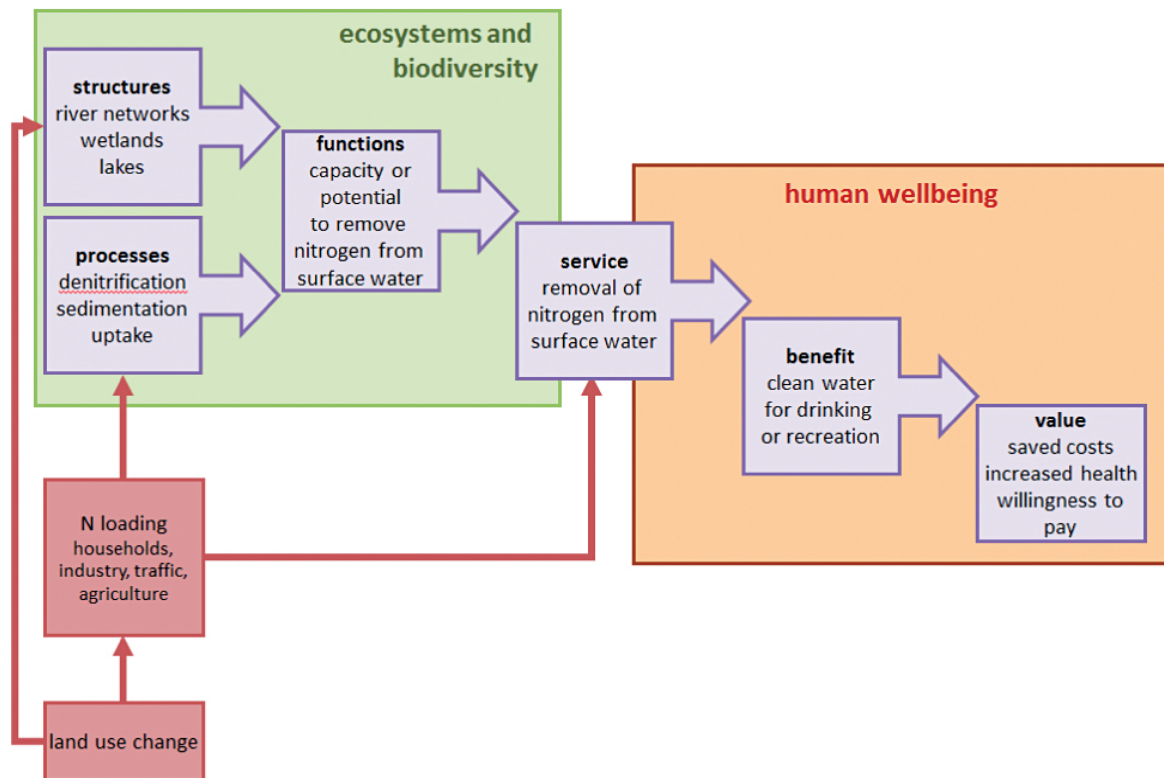 ecosystems and
biodiversity
structures
river networks
wetlands
lakes
functions
capacity or
potential
to remove
nitrogen from
surface water
processes
denitrification
sedimentation
uptake
human wellbeing
service
removal of
nitrogen from
surface water
benefit
clean water
for drinking
or recreation
value
saved costs
increased health
willingness to
pay
N loading
households,
industry, traffic,
agriculture
land use change